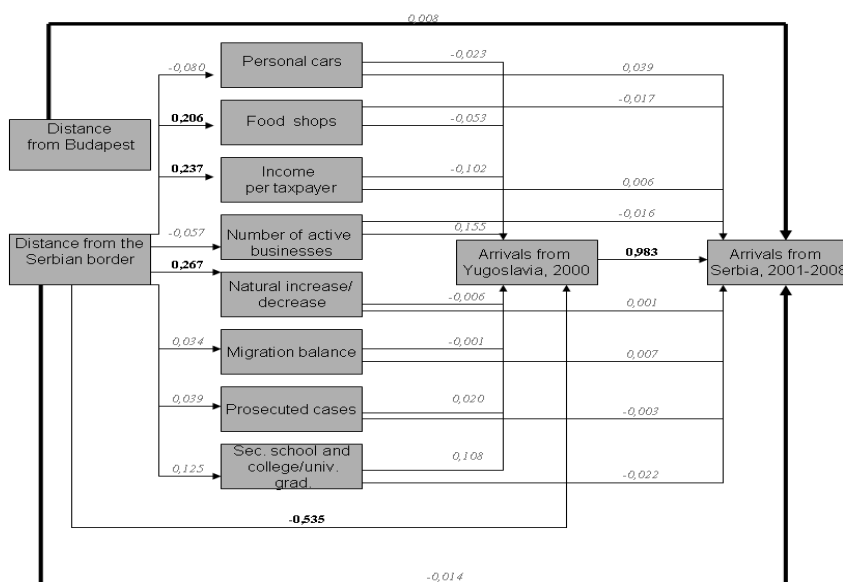 0,008
Personal cars
-0,023
-0,080
0,039
Food shops
-0,017
0,206
-0,053
Distance
from Budapest
Income
per taxpayer
0,237
-0,102
0,006
-0,016
Number of active
businesses
-0,057
0,155
Distance from the
Serbian border
Arrivals from
Yugoslavia, 2000
0,983
Arrivals from
Serbia, 2001-2008
0,267
Natural increase/
decrease
-0,006
0,001
Migration balance
0,034
-0,001
0,007
Prosecuted cases
0,039
0,020
-0,003
Sec. school and
college/univ.
grad.
0,125
0,108
-0,022
-0,535
-0,014